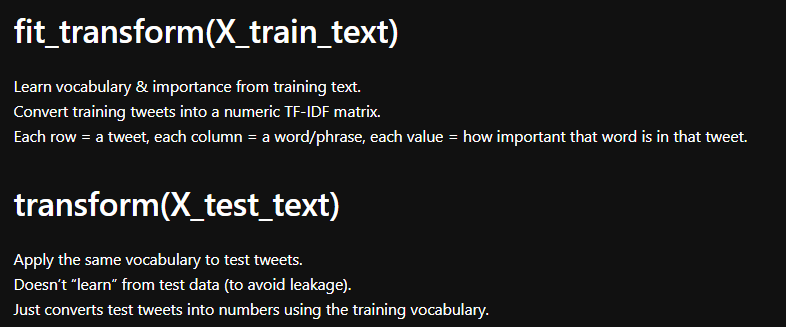 fit_transform(X_train_text)
Learn vocabulary & importance from training text.
Convert training tweets into a numeric TF-IDF matrix.
Each row = a tweet, each column = a word/phrase, each value = how important that word is in that tweet.
transform(X_test_text)
Apply the same vocabulary to test tweets.
Doesn’t “learn” from test data (to avoid leakage).
Just converts test tweets into numbers using the training vocabulary.